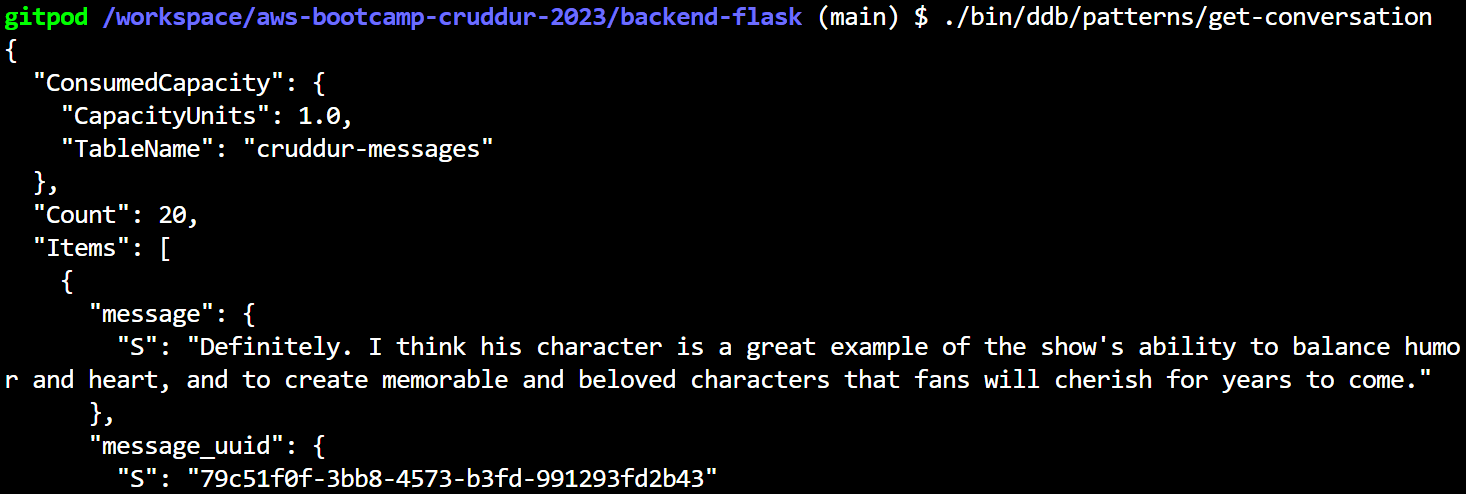 gitpod /workspace/aws-bootcamp-cruddur-2023/backend-flask (main) $ ./bin/ddb/patterns/get-conversation
{
  "ConsumedCapacity": {
    "CapacityUnits": 1.0,
    "TableName": "cruddur-messages"
  },
  "Count": 20,
  "Items": [
    {
      "message": {
        "S": "Definitely. I think his character is a great example of the show's ability to balance humo
r and heart, and to create memorable and beloved characters that fans will cherish for years to come."
      },
      "message_uuid": {
        "S": "79c51f0f-3bb8-4573-b3fd-991293fd2b43"